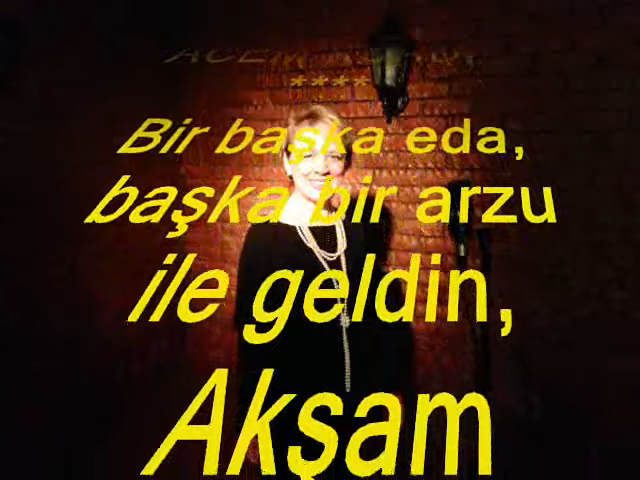 ****
Bir başka eda,
başka bir arzu
ile geldin,
Akşam